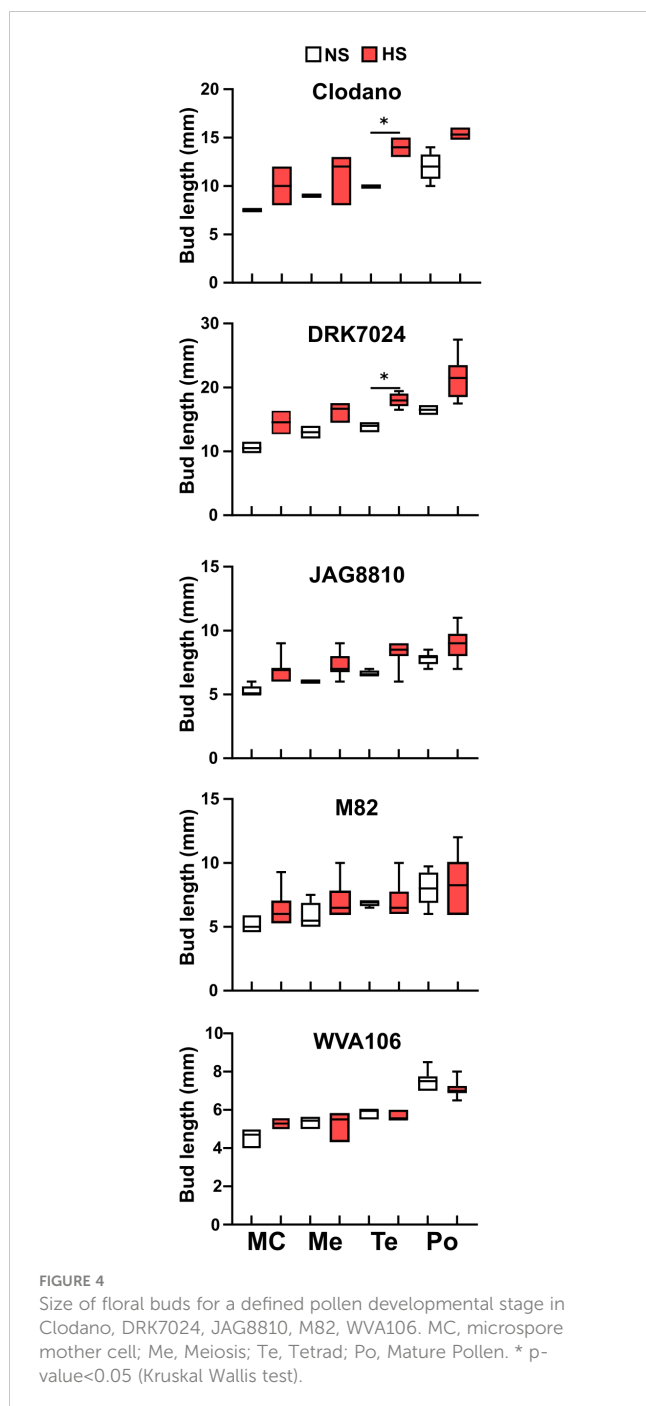 NS HS
Clodano
*
Bud length (mm)
20
15
10
5
0
DRK7024
*
Bud length (mm)
30
20
10
0
JAG8810
Bud length (mm)
15
10
5
0
M82
Bud length (mm)
15
10
5
0
WVA106
Bud length (mm)
10
8
6
4
2
0
MC Me Te Po
FIGURE 4
Size of floral buds for a defined pollen developmental stage in
Clodano, DRK7024, JAG8810, M82, WVA106. MC, microspore
mother cell; Me, Meiosis; Te, Tetrad; Po, Mature Pollen. * p-
value<0.05 (Kruskal Wallis test).